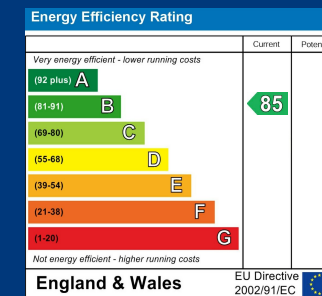 Energy Efficiency Rating
Current Poten
Very energy efficient - lower running costs
(92 plus) A
(81-91) B
85
(69-80) C
(55-68) D
(39-54) E
(21-38) F
(1-20) G
Not energy efficient - higher running costs
England & Wales
EU Directive
2002/91/EC